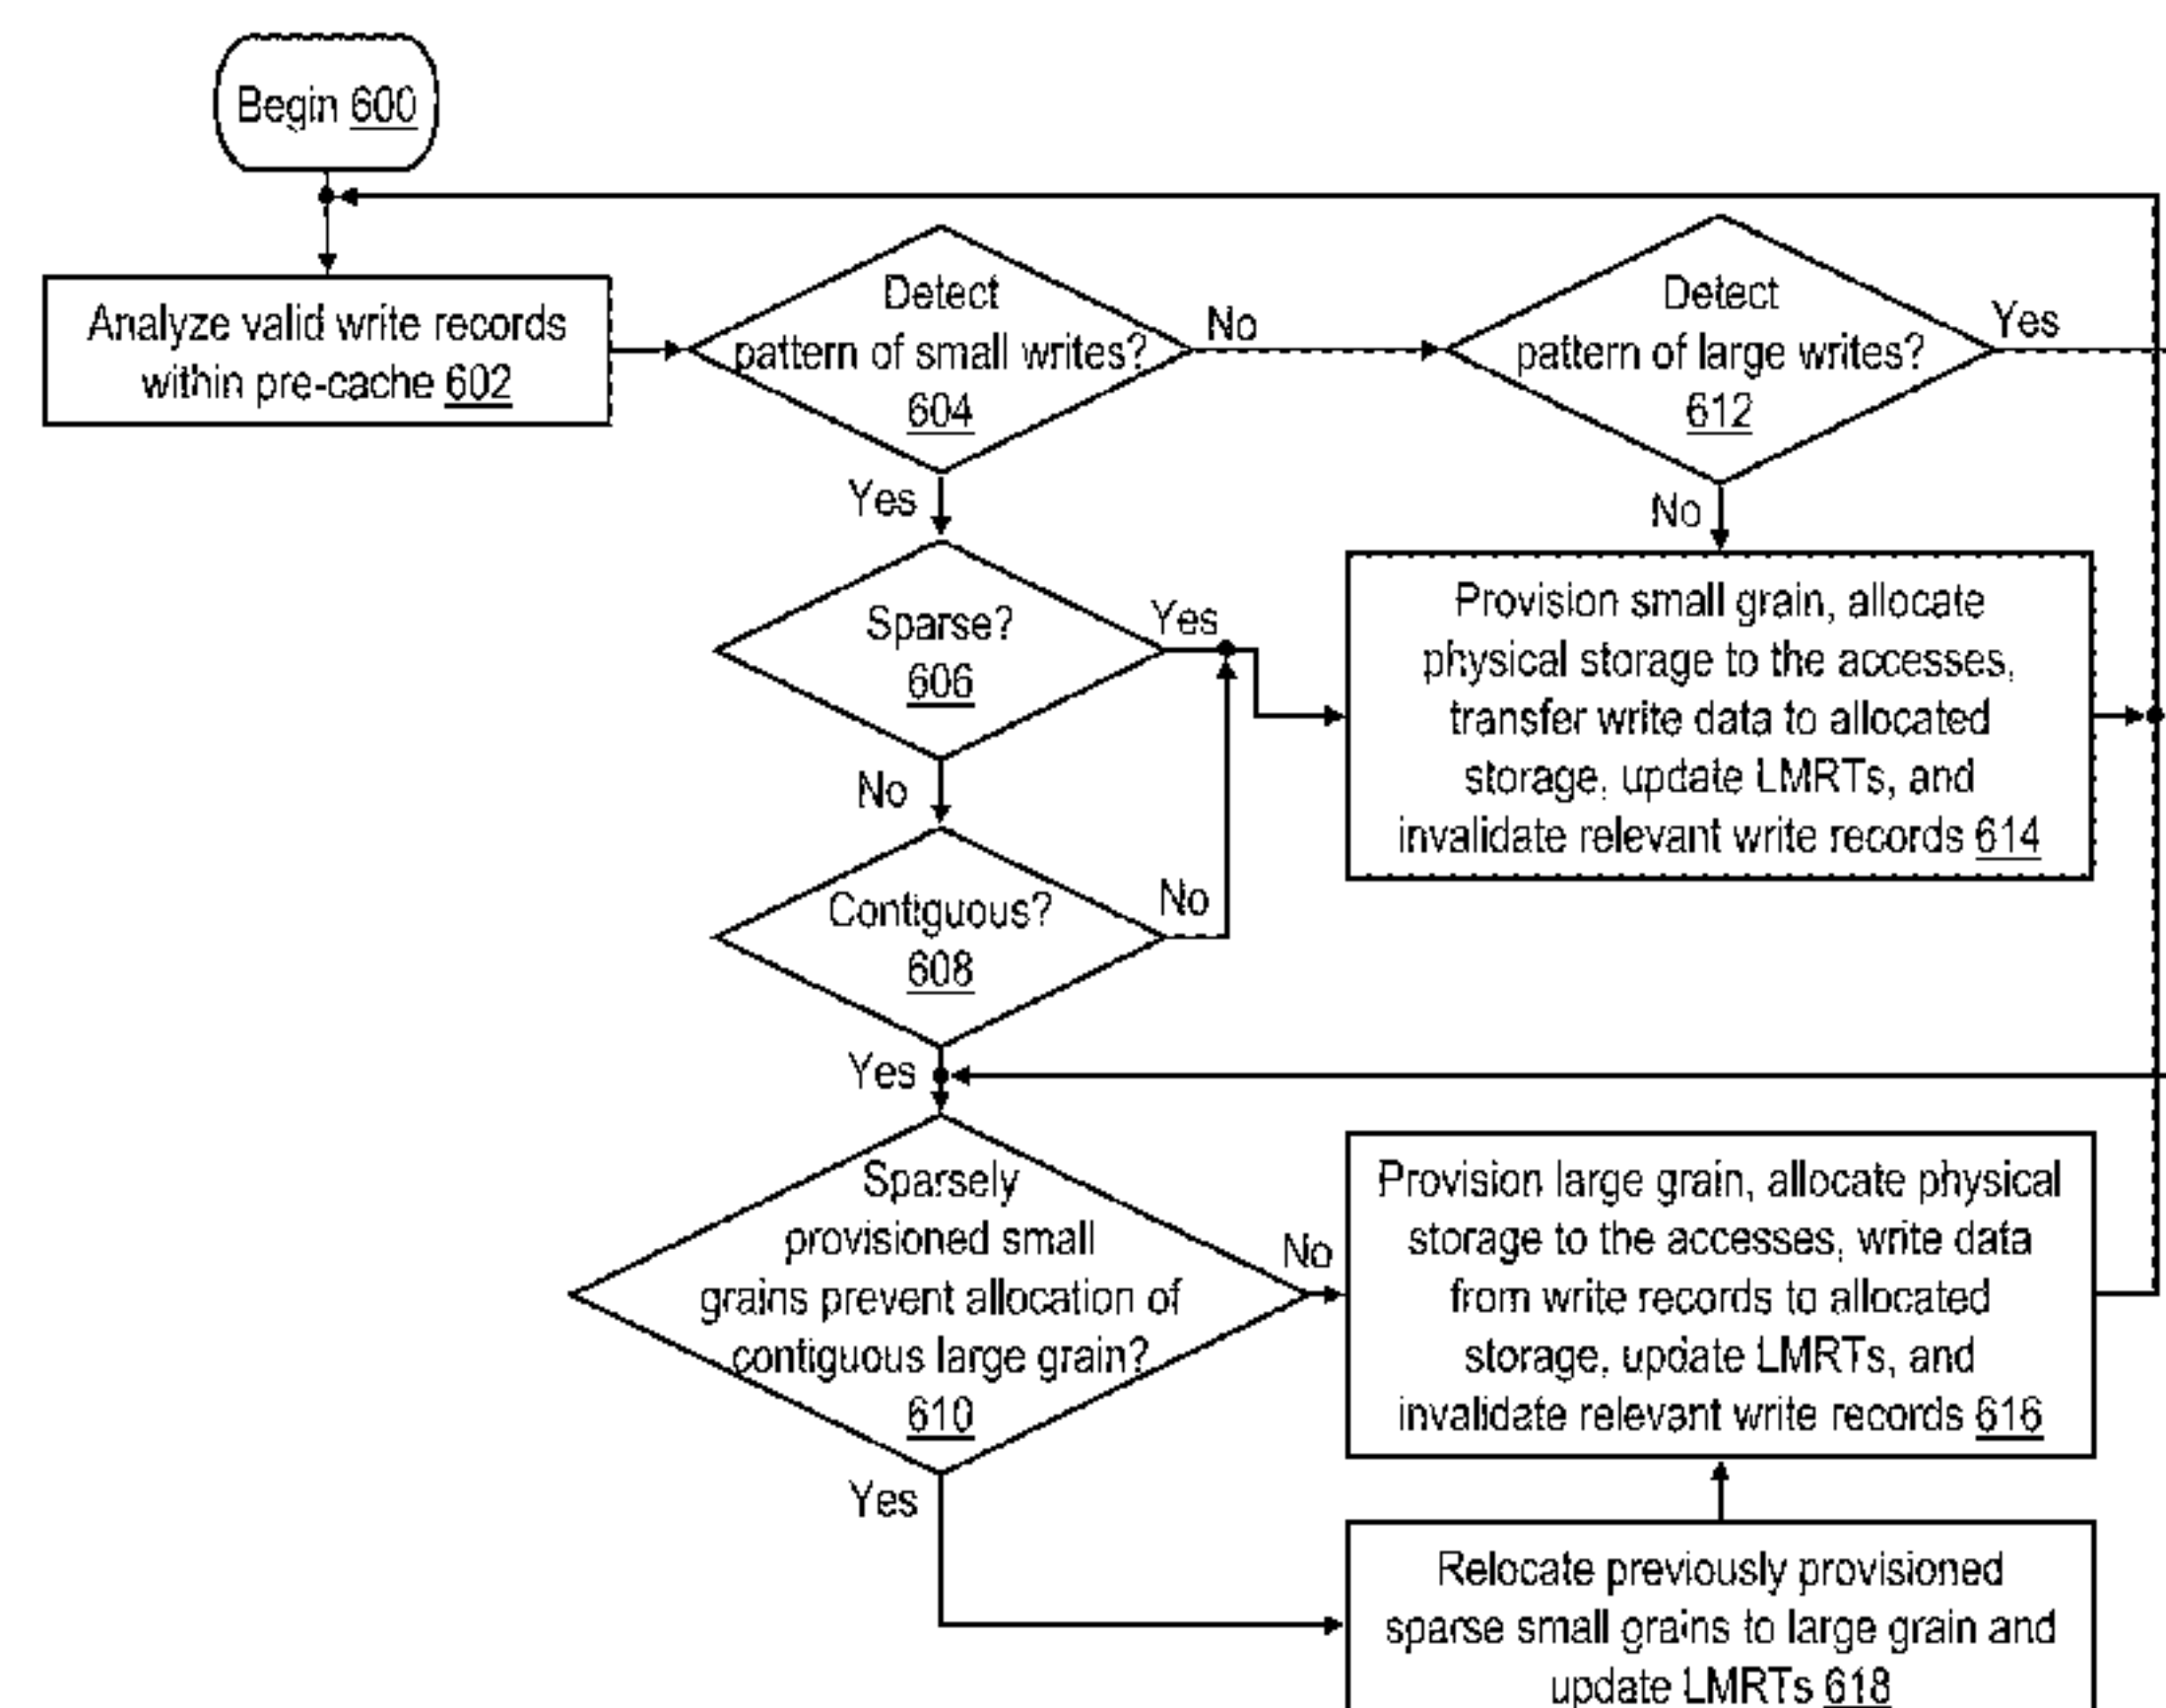 Begin 600
Analyze valid write records
within pre-cache 602
Detect
pattern of small writes?
604
No
Detect
pattern of large writes?
612
Yes
Yes
No
Sparse?
606
Yes
Provision small grain, allocate
physical storage to the accesses,
transfer write data to allocated
storage, update LMRTs, and
invalidate relevant write records 614
No
Contiguous?
608
No
Yes
Sparsely
provisioned small
grains prevent allocation of
contiguous large grain?
610
No
Provision large grain, allocate physical
storage to the accesses, write data
from write records to allocated
storage, update LMRTs, and
invalidate relevant write records 616
Yes
Relocate previously provisioned
sparse small grains to large grain and
update LMRTs 618